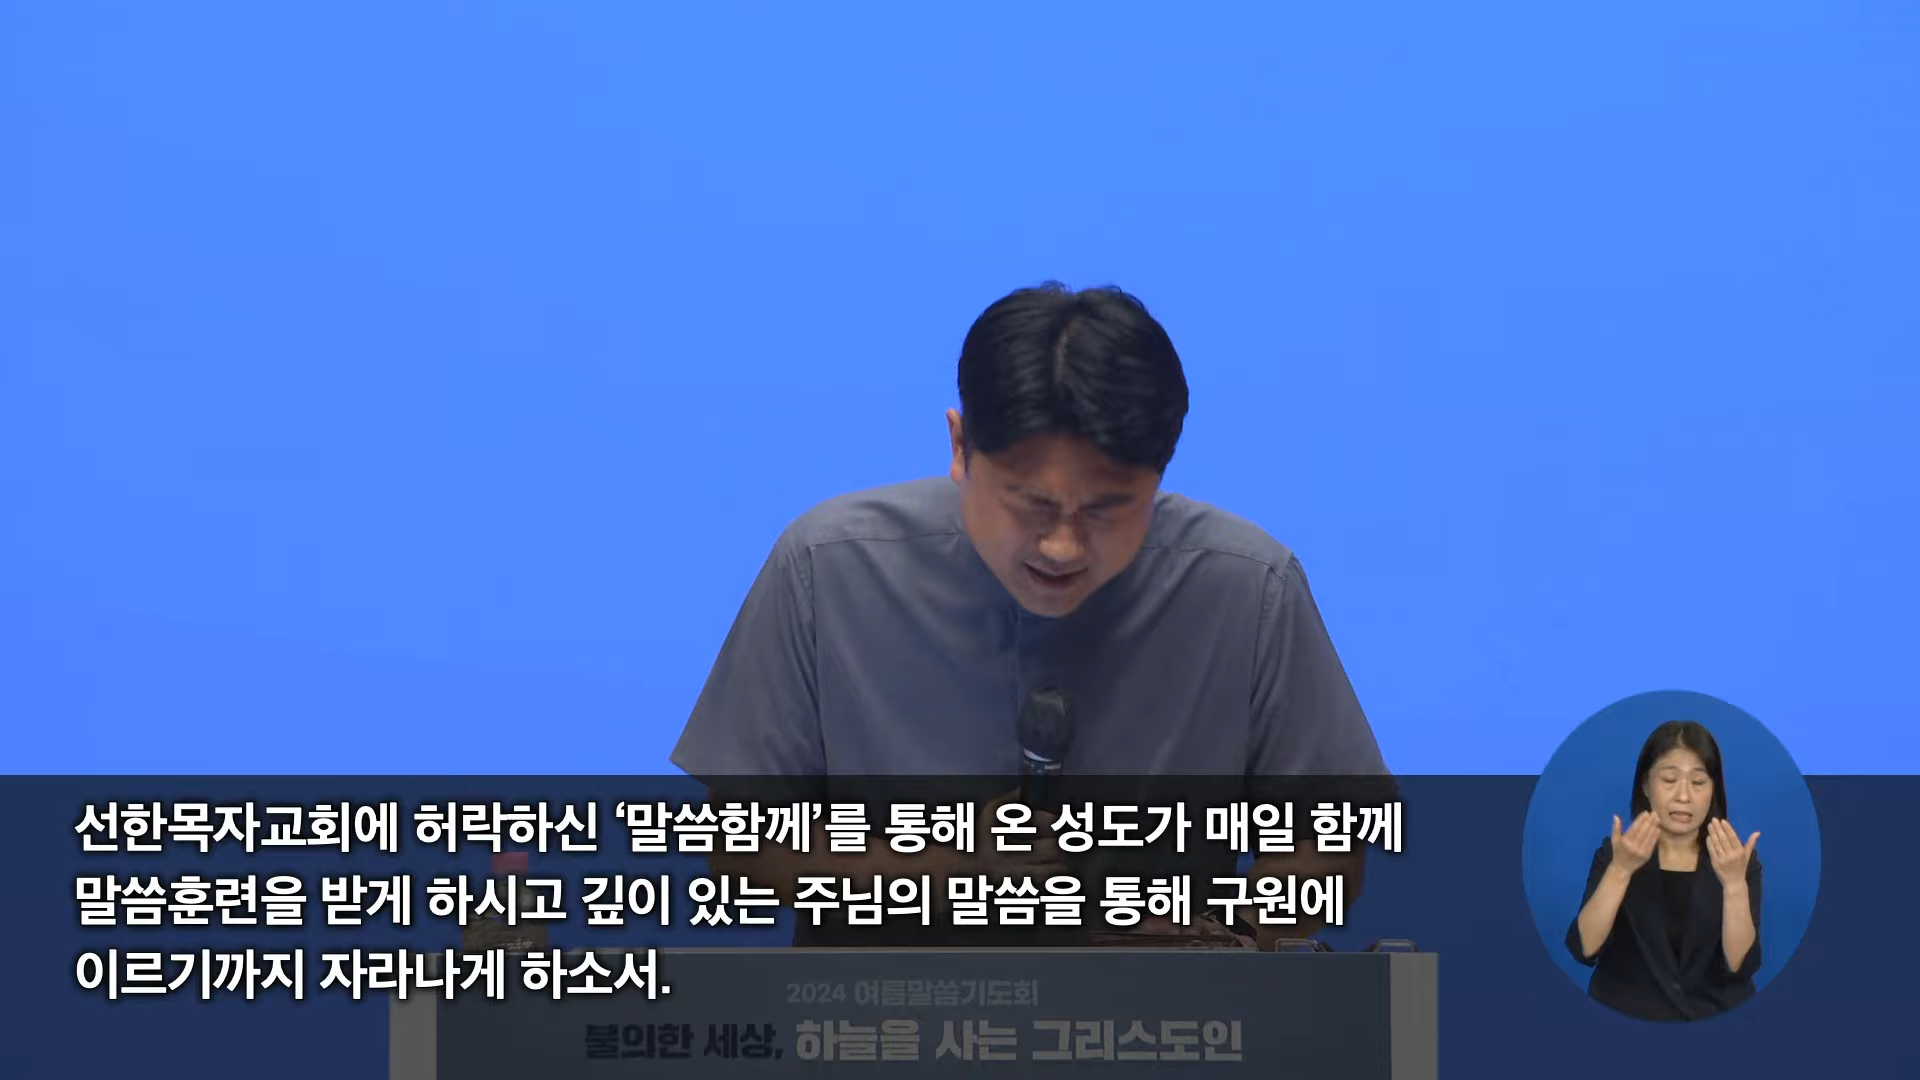 선한목자교회에 허락하신 ‘말씀함께’를 통해 온 성도가 매일 함께
말씀훈련을 받게 하시고 깊이 있는 주님의 말씀을 통해 구원에
이르기까지 자라나게 하소서.
2024 여름말씀기도회
불의한 세상, 하늘을 사는 그리스도인